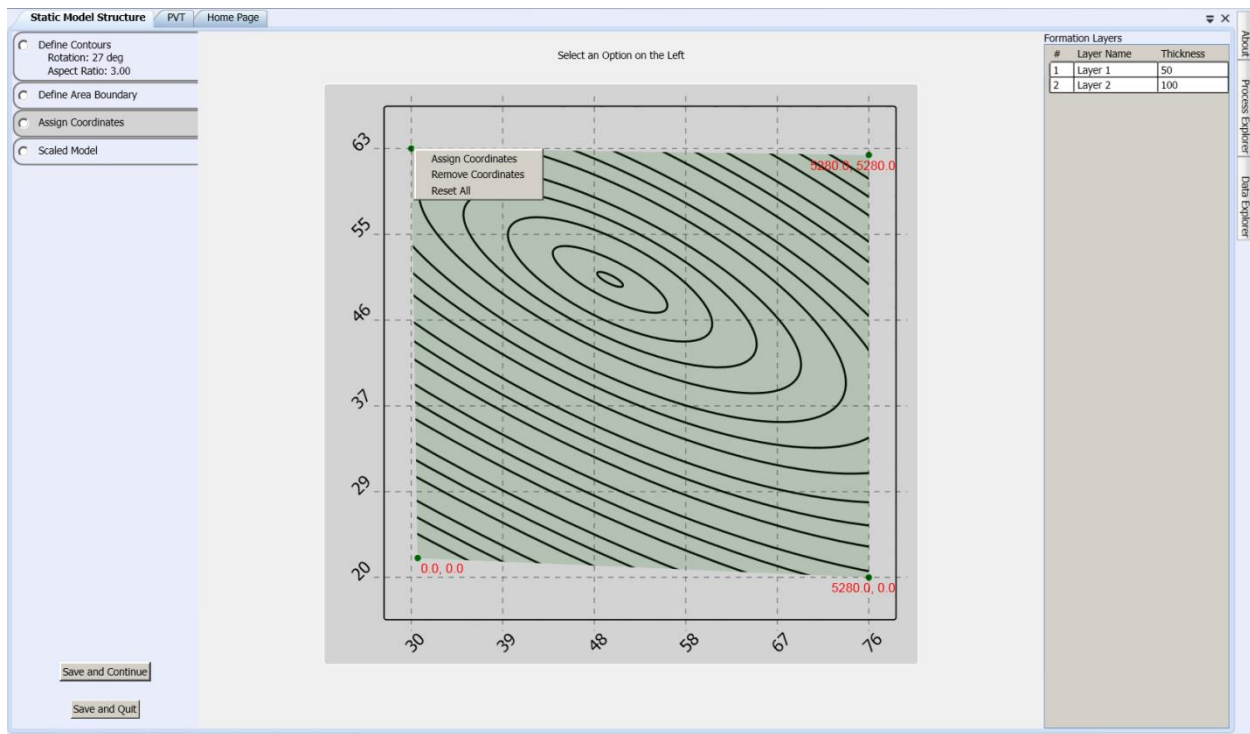 Static Model Structure PVT Home Page
Define Contours
Rotation: 27 deg
Aspect Ratio: 3.00
Define Area Boundary
Assign Coordinates
Scaled Model
Save and Continue
Save and Quit
Select an Option on the Left
63
55
46
37
29
20
30 39 48 58 67 76
Assign Coordinates
Remove Coordinates
Reset All
5280.0, 5280.0
0.0, 0.0
5280.0, 0.0
Formation Layers
# Layer Name Thickness
1 Layer 1 50
2 Layer 2 100
About
Process Explorer
Data Explorer